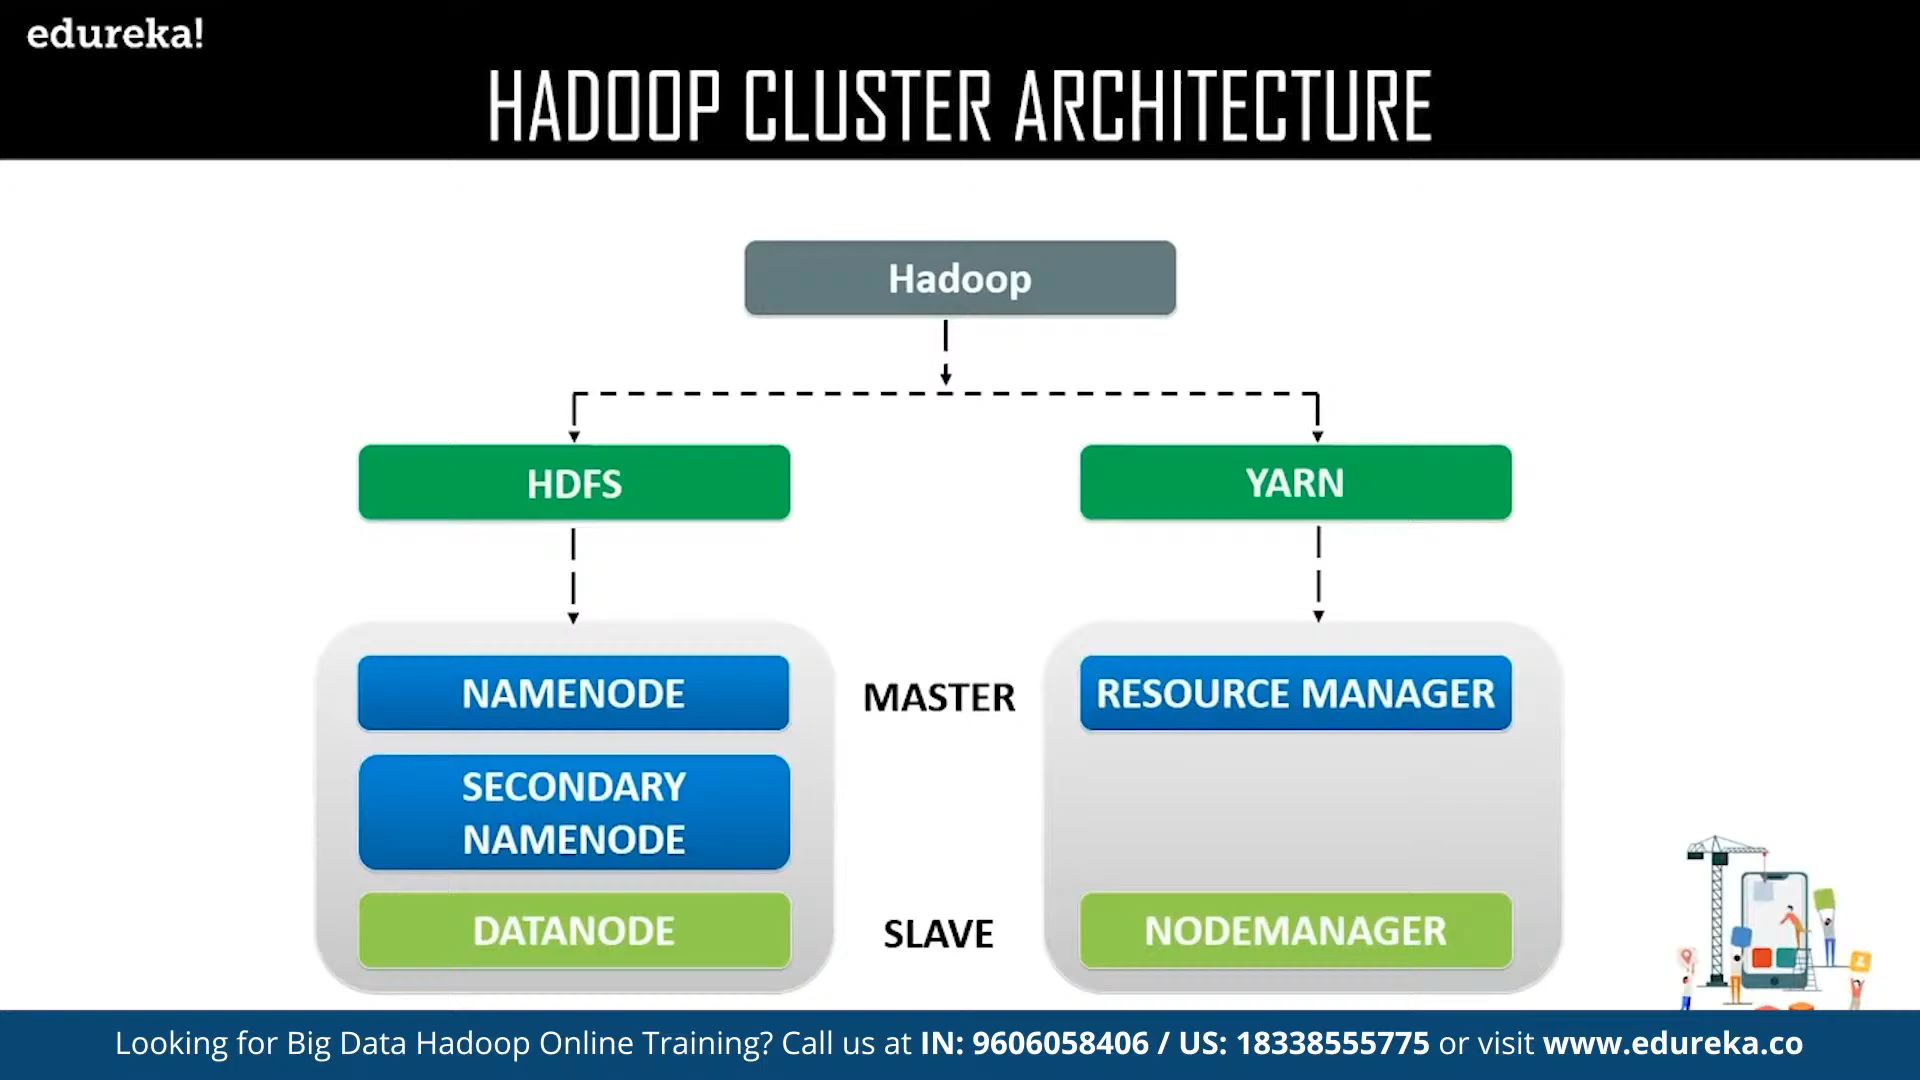 edureka!
HADOOP CLUSTER ARCHITECTURE
Hadoop
HDFS
YARN
NAMENODE
MASTER
RESOURCE MANAGER
SECONDARY
NAMENODE
DATANODE
SLAVE
NODEMANAGER
Looking for Big Data Hadoop Online Training? Call us at IN: 9606058406 / US: 18338555775 or visit www.edureka.co